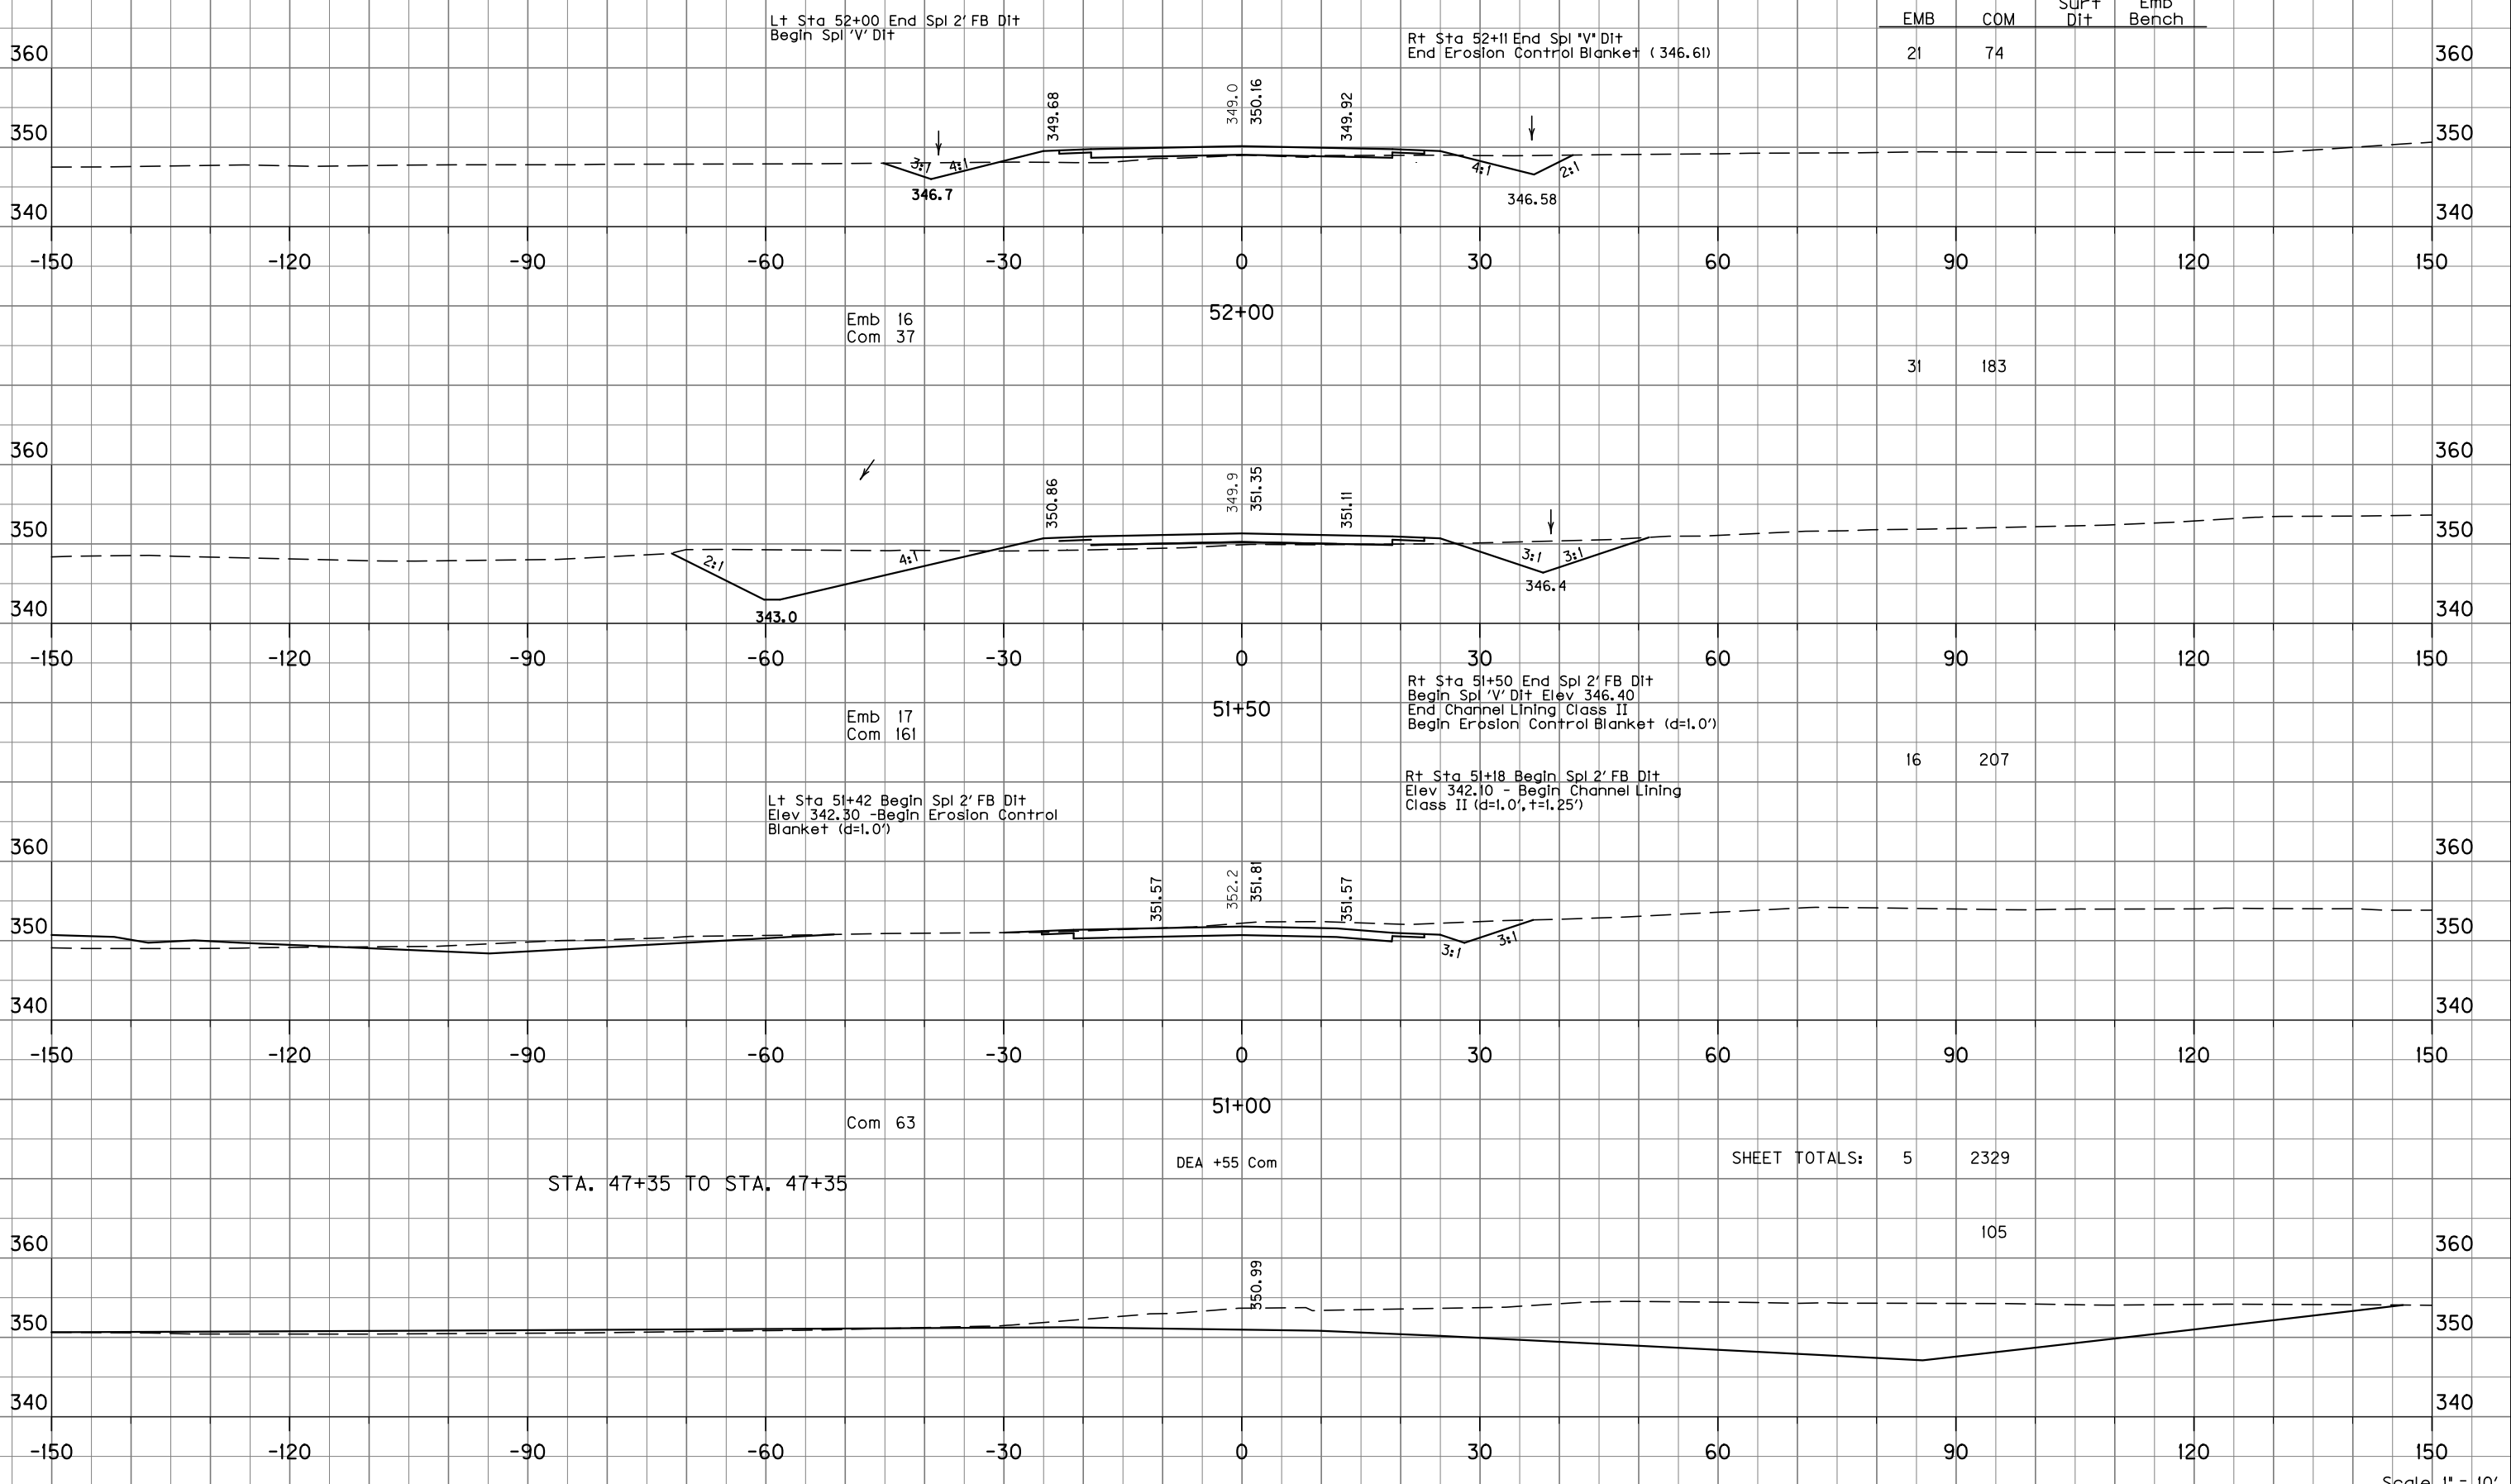 Lt Sta 52+00 End Spl 2' FB Dit
Begin Spl 'V' Dit
Rt Sta 52+11 End Spl "V" Dit
End Erosion Control Blanket ( 346.61)
Surf Emb
EMB COM Dit Bench
21 74
360 360
349.68 349.0 350.16 349.92
350 350
3:1 4:1 4:1 2:1
346.7 346.58
340 340
-150 -120 -90 -60 -30 0 30 60 90 120 150
52+00
Emb 16
Com 37
31 183
360 360
350.86 349.9 351.35 351.11
350 350
2:1 4:1 3:1 3:1
343.0 346.4
340 340
-150 -120 -90 -60 -30 0 30 60 90 120 150
51+50
Emb 17
Com 161
Rt Sta 51+50 End Spl 2' FB Dit
Begin Spl 'V' Dit Elev 346.40
End Channel Lining Class II
Begin Erosion Control Blanket (d=1.0')
16 207
Rt Sta 51+18 Begin Spl 2' FB Dit
Elev 342.10 - Begin Channel Lining
Class II (d=1.0', t=1.25')
Lt Sta 51+42 Begin Spl 2' FB Dit
Elev 342.30 -Begin Erosion Control
Blanket (d=1.0')
360 360
351.57 352.2 351.81 351.57
350 350
3:1 3:1
340 340
-150 -120 -90 -60 -30 0 30 60 90 120 150
51+00
Com 63
DEA +55 Com
SHEET TOTALS: 5 2329
STA. 47+35 TO STA. 47+35
105
360 360
350.99
350 350
340 340
-150 -120 -90 -60 -30 0 30 60 90 120 150
Scale 1" = 10'